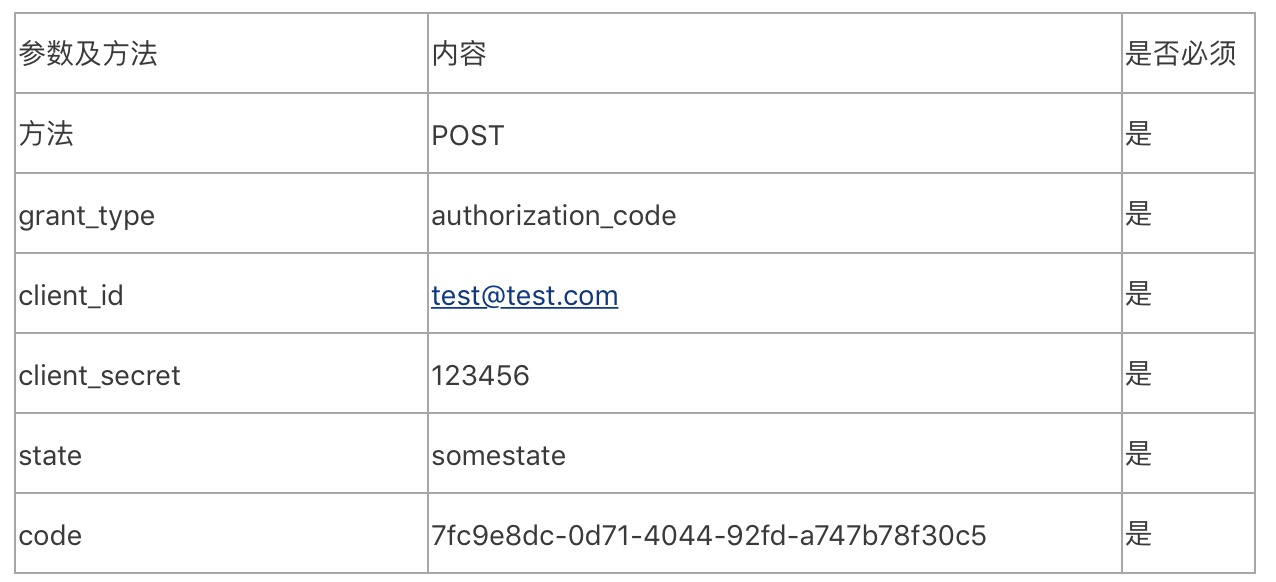 参数及方法 内容 是否必须
方法 POST 是
grant_type authorization_code 是
client_id test@test.com 是
client_secret 123456 是
state somestate 是
code 7fc9e8dc-0d71-4044-92fd-a747b78f30c5 是